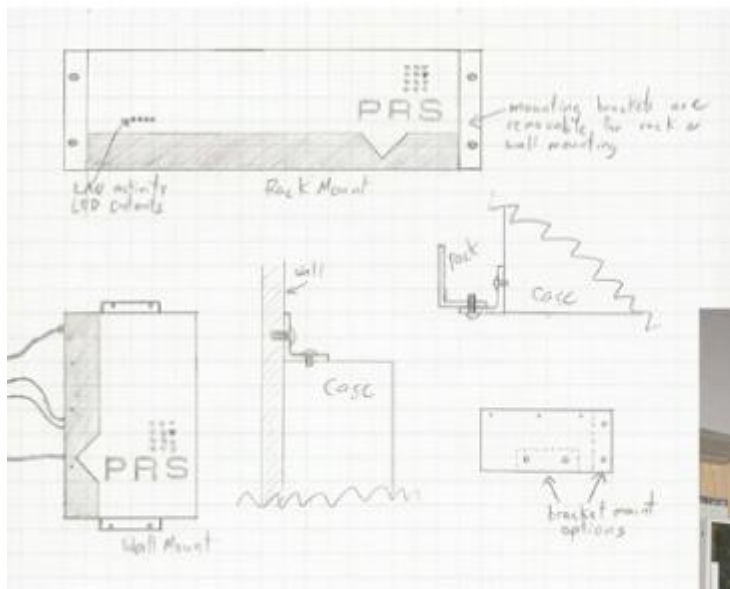 PRS
mounting brackets are
removable for rack or
wall mounting
LAN activity
LED cutouts
Rack Mount
wall
rack
case
case
PRS
Wall Mount
bracket mount
options